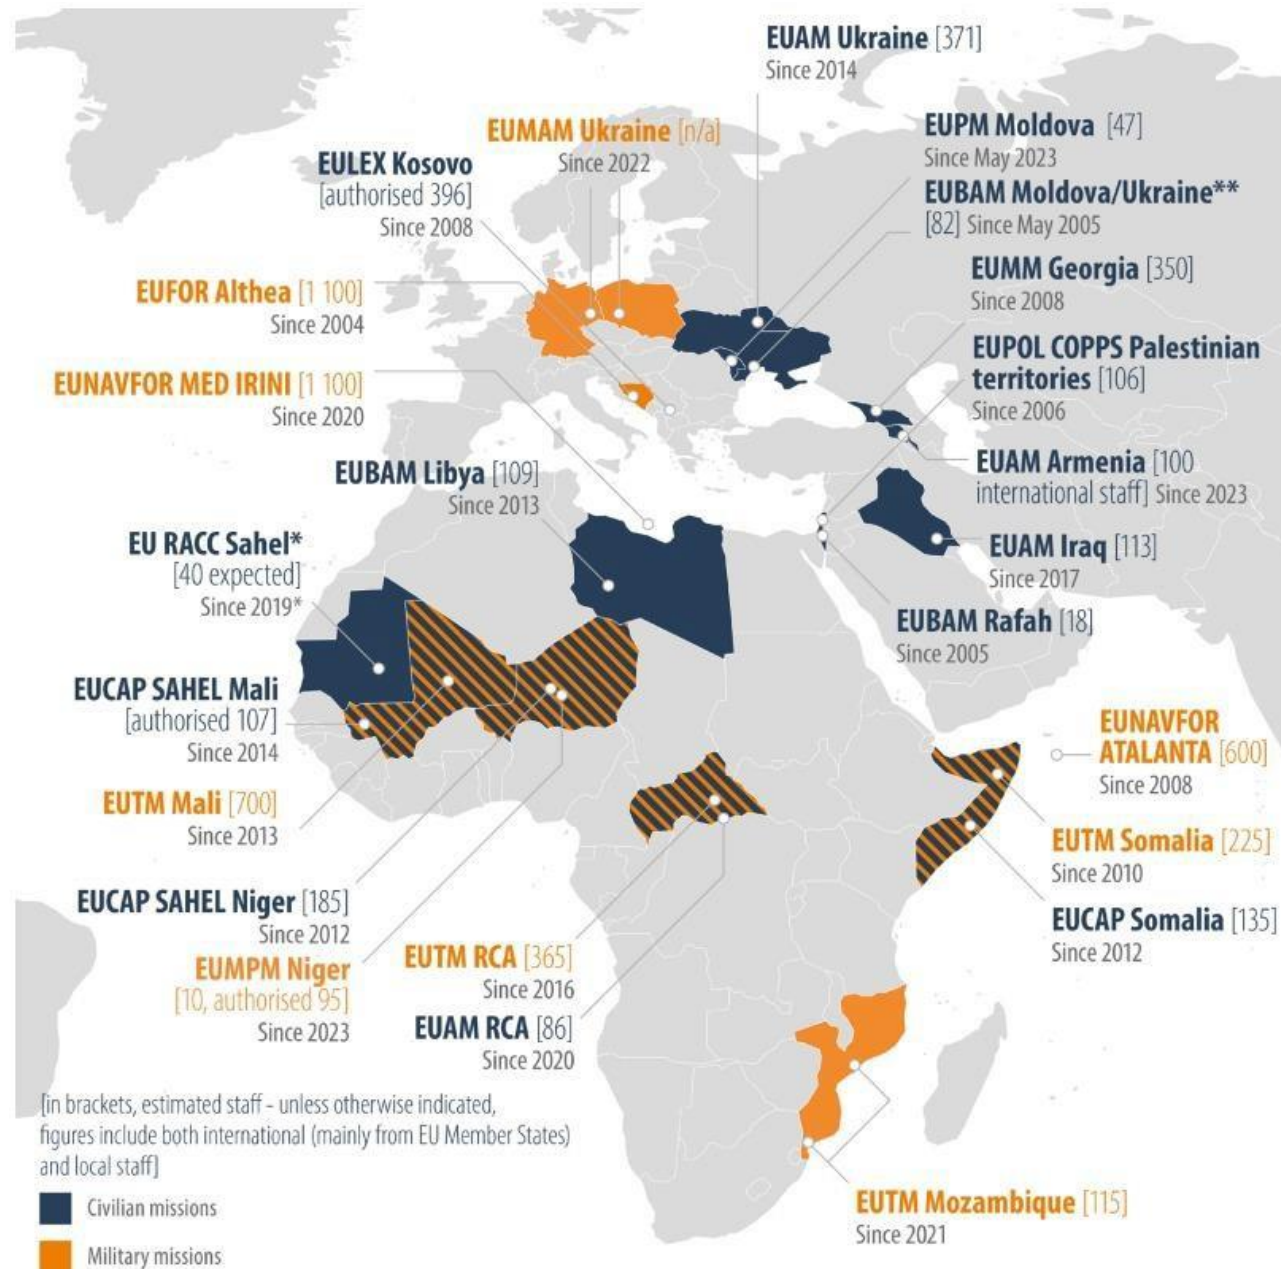 EUAM Ukraine [371]
Since 2014
EUMAM Ukraine [n/a]
Since 2022
EUPM Moldova [47]
Since May 2023
EULEX Kosovo
[authorised 396]
Since 2008
EUBAM Moldova/Ukraine**
[82] Since May 2005
EUMM Georgia [350]
Since 2008
EUFOR Althea [1 100]
Since 2004
EUPOL COPPS Palestinian
territories [106]
Since 2006
EUNAVFOR MED IRINI [1 100]
Since 2020
EUAM Armenia [100
international staff] Since 2023
EUBAM Libya [109]
Since 2013
EU RACC Sahel*
[40 expected]
Since 2019*
EUAM Iraq [113]
Since 2017
EUBAM Rafah [18]
Since 2005
EUCAP SAHEL Mali
[authorised 107]
Since 2014
EUNAVFOR
ATALANTA [600]
Since 2008
EUTM Mali [700]
Since 2013
EUTM Somalia [225]
Since 2010
EUCAP SAHEL Niger [185]
Since 2012
EUCAP Somalia [135]
Since 2012
EUMPM Niger
[10, authorised 95]
Since 2023
EUTM RCA [365]
Since 2016
EUAM RCA [86]
Since 2020
[in brackets, estimated staff - unless otherwise indicated,
figures include both international (mainly from EU Member States)
and local staff]
Civilian missions
Military missions
EUTM Mozambique [115]
Since 2021